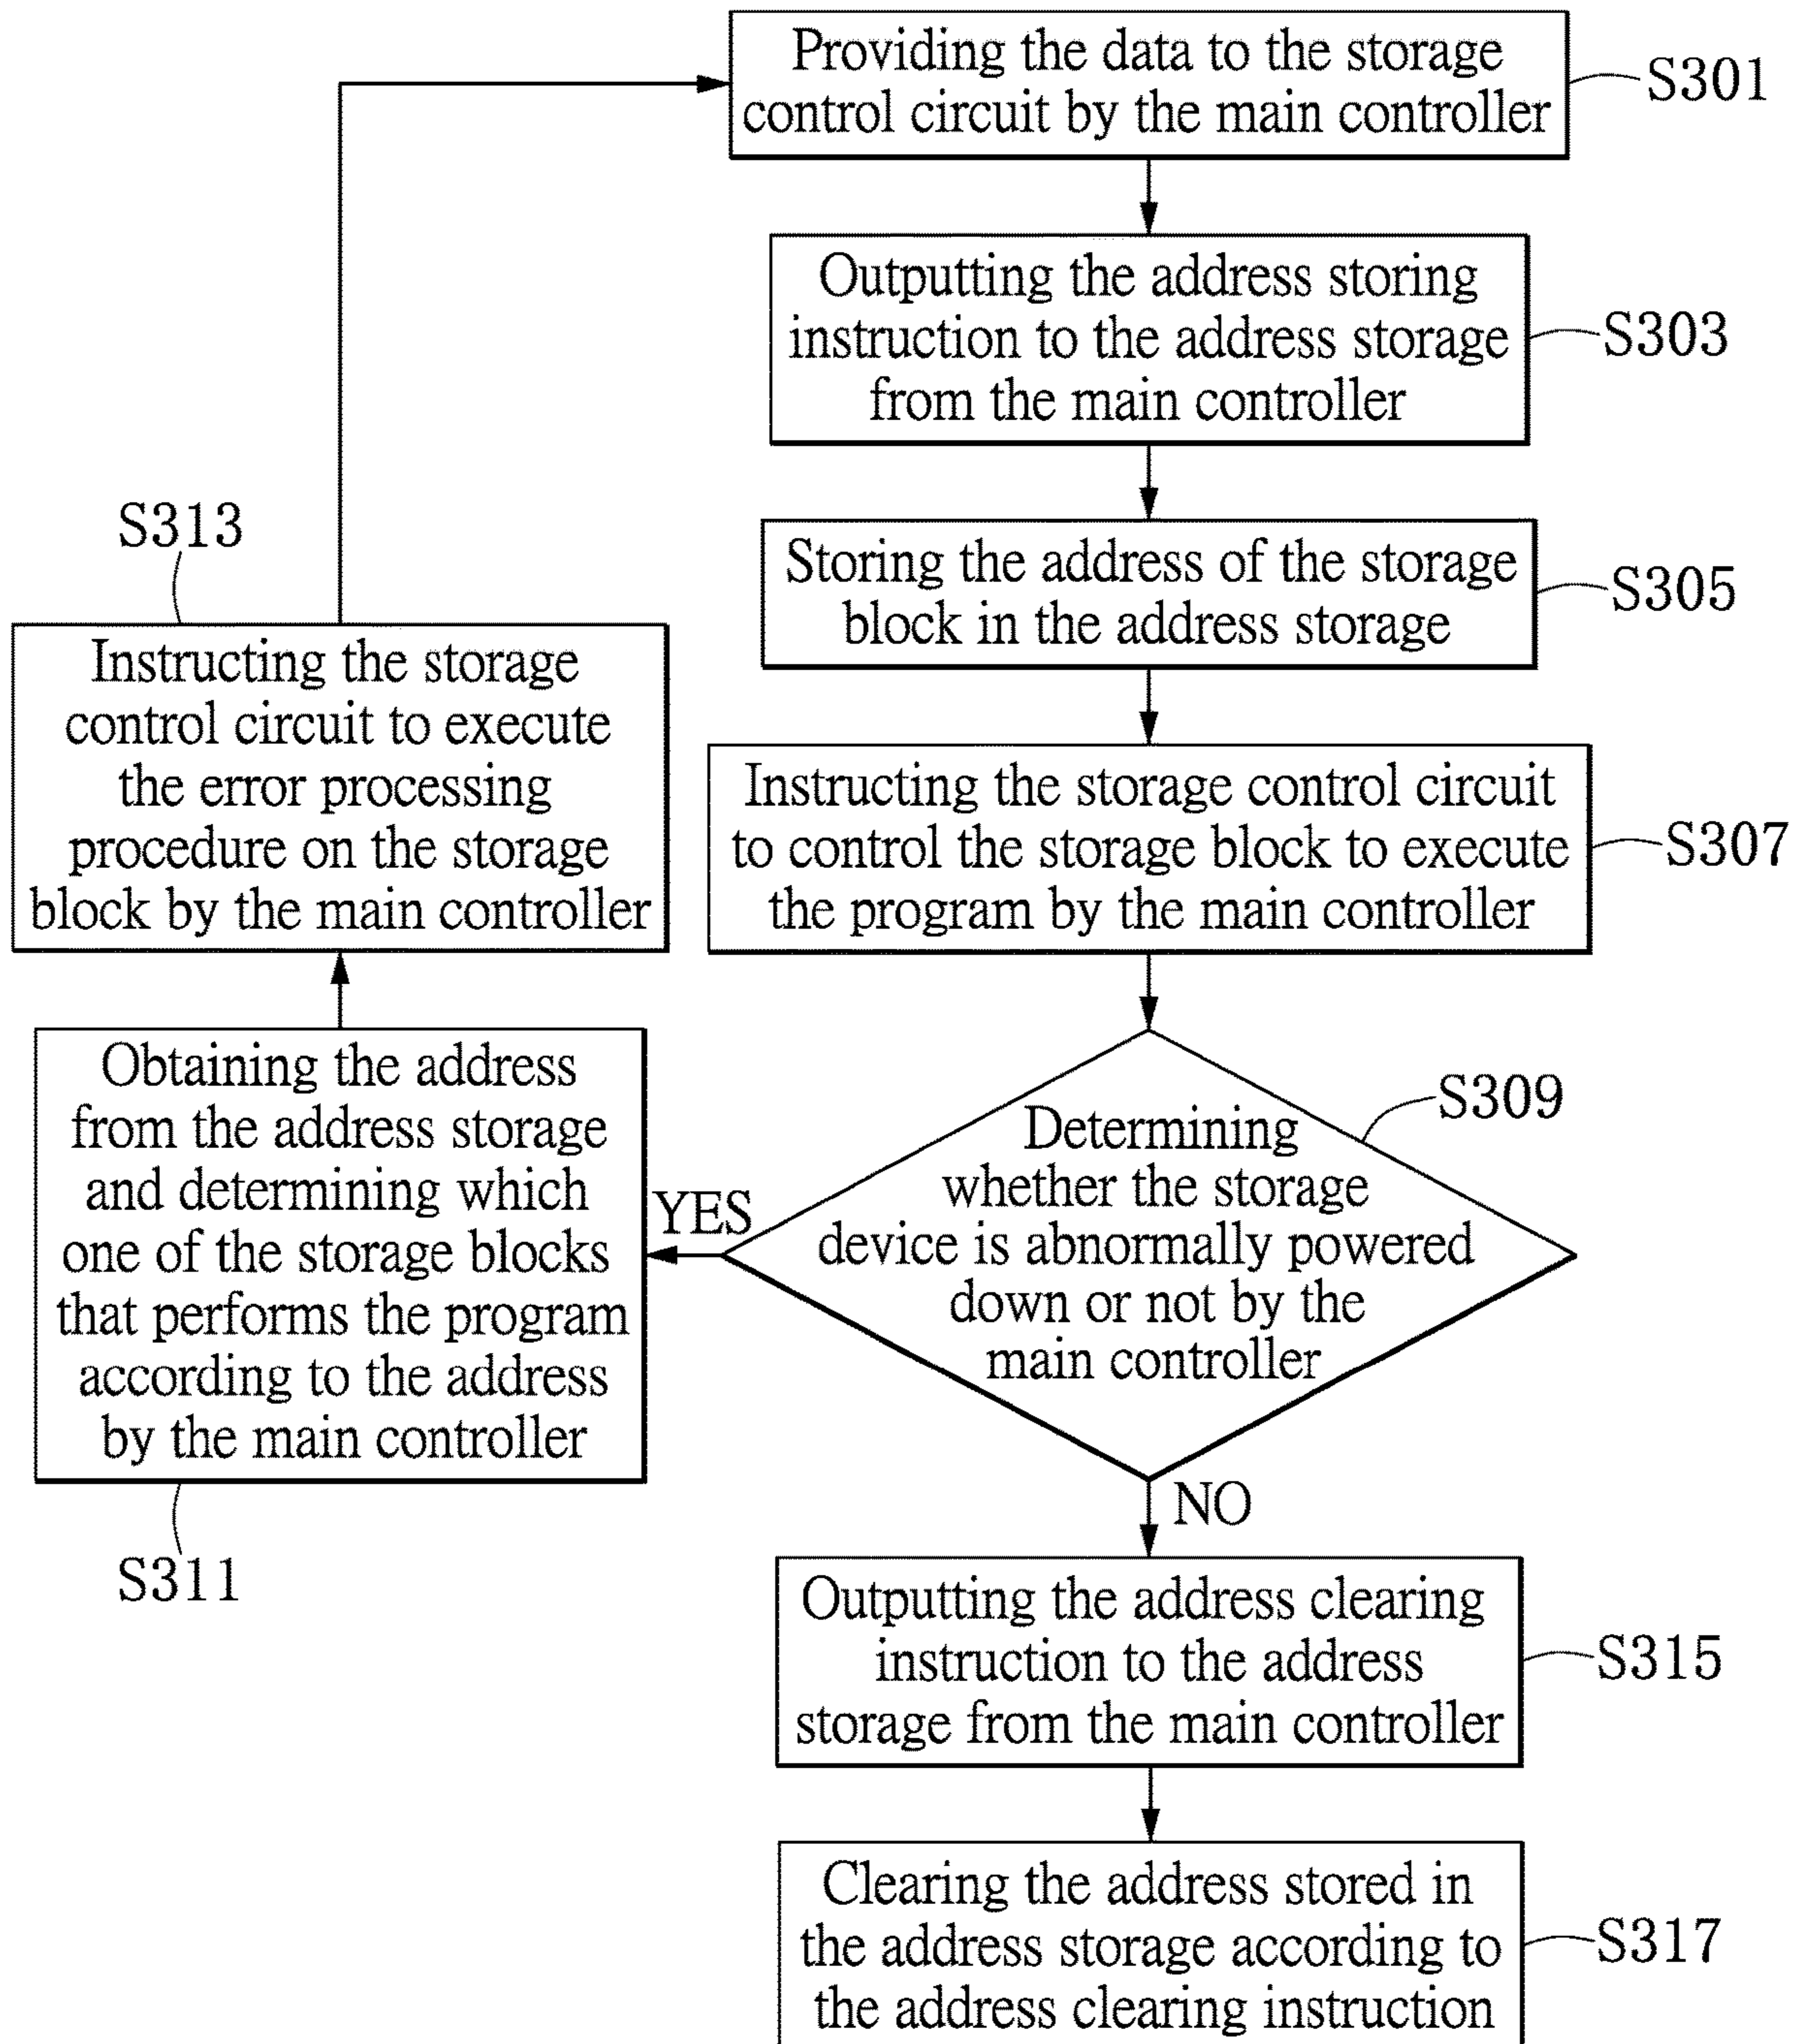 Providing the data to the storage
control circuit by the main controller
S301
Outputting the address storing
instruction to the address storage
from the main controller
S303
Storing the address of the storage
block in the address storage
S305
Instructing the storage control circuit
to control the storage block to execute
the program by the main controller
S307
Determining
whether the storage
device is abnormally powered
down or not by the
main controller
S309
YES
Obtaining the address
from the address storage
and determining which
one of the storage blocks
that performs the program
according to the address
by the main controller
S311
S313
Instructing the storage
control circuit to execute
the error processing
procedure on the storage
block by the main controller
NO
Outputting the address clearing
instruction to the address
storage from the main controller
S315
Clearing the address stored in
the address storage according to
the address clearing instruction
S317